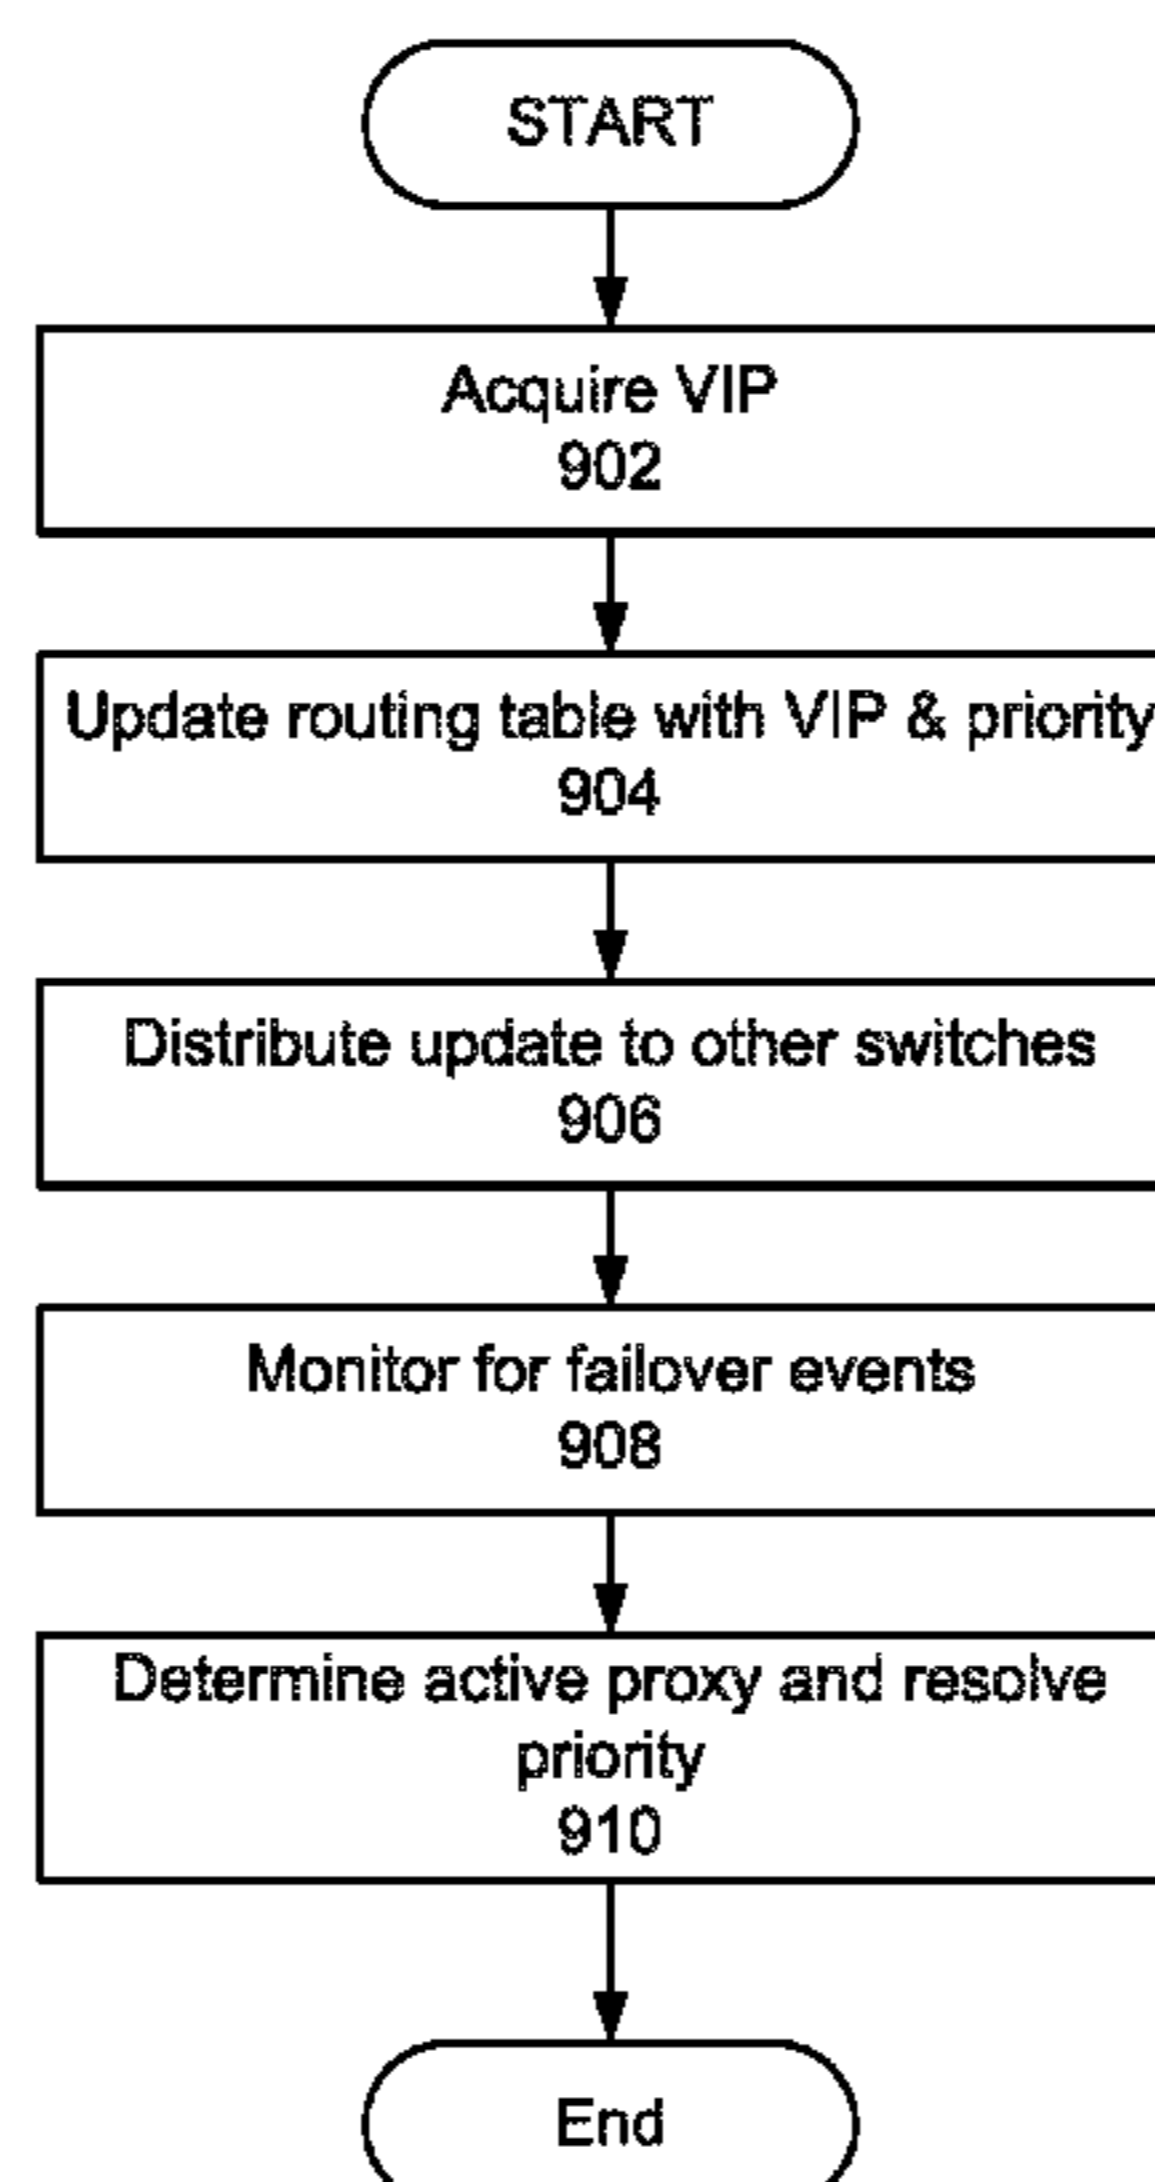 START
Acquire VIP
902
Update routing table with VIP & priority
904
Distribute update to other switches
906
Monitor for failover events
908
Determine active proxy and resolve
priority
910
End